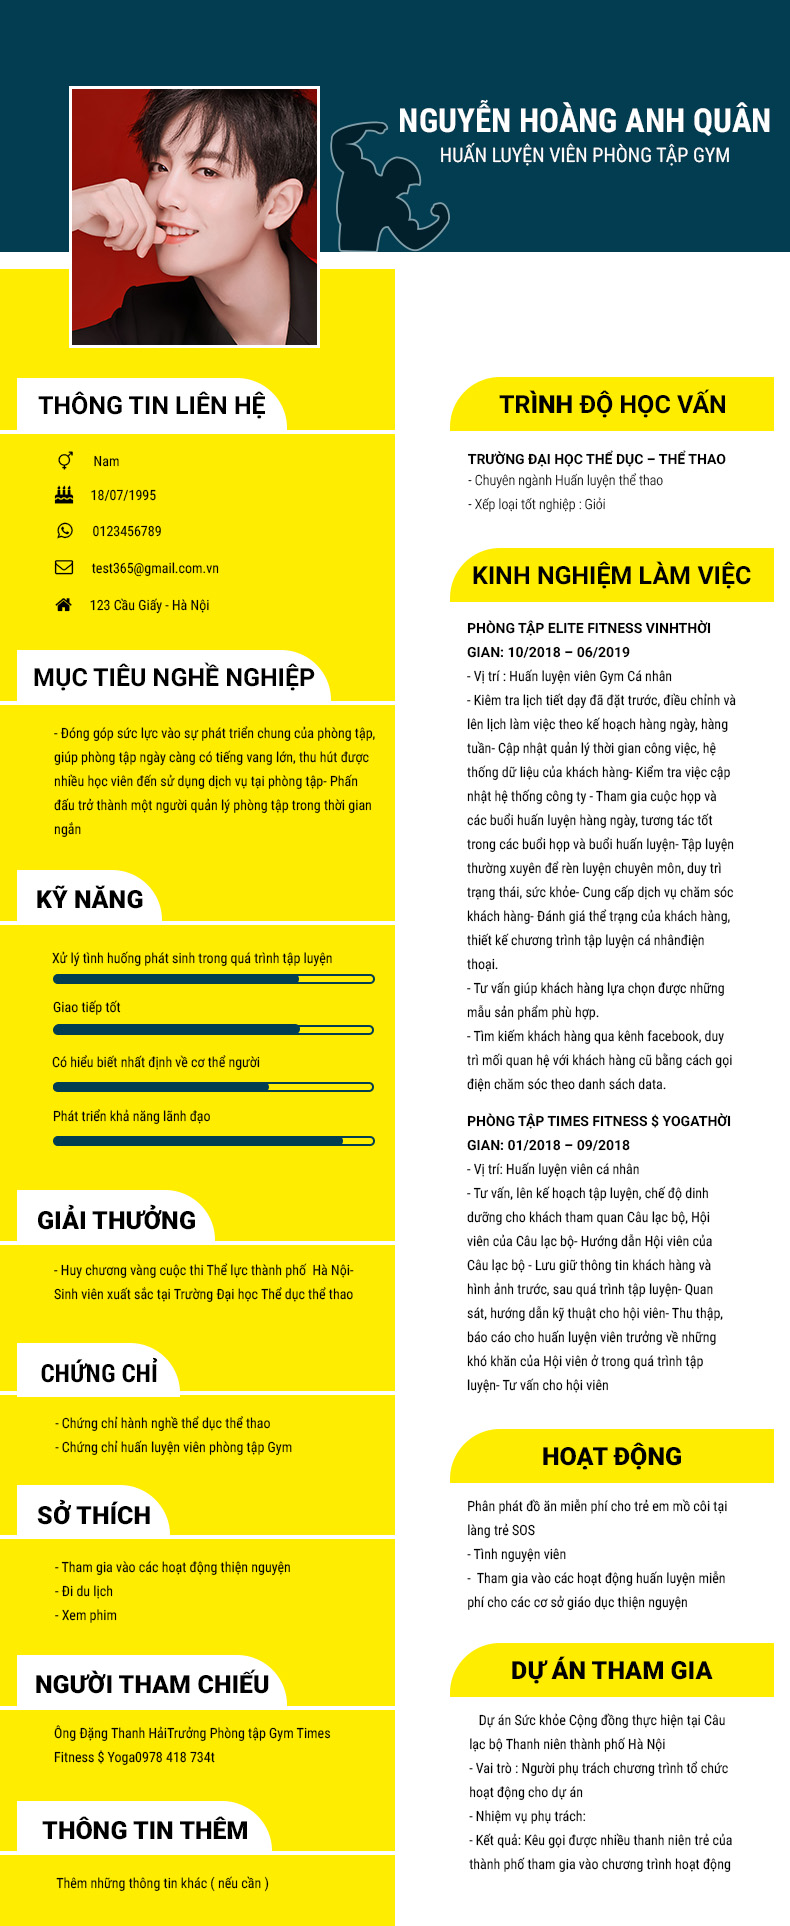 NGUYỄN HOÀNG ANH QUÂN
HUẤN LUYỆN VIÊN PHÒNG TẬP GYM
THÔNG TIN LIÊN HỆ
Nam
18/07/1995
0123456789
test365@gmail.com.vn
123 Cầu Giấy - Hà Nội
MỤC TIÊU NGHỀ NGHIỆP
- Đóng góp sức lực vào sự phát triển chung của phòng tập,
giúp phòng tập ngày càng có tiếng vang lớn, thu hút được
nhiều học viên đến sử dụng dịch vụ tại phòng tập- Phấn
đấu trở thành một người quản lý phòng tập trong thời gian
ngắn
KỸ NĂNG
Xử lý tình huống phát sinh trong quá trình tập luyện
Giao tiếp tốt
Có hiểu biết nhất định về cơ thể người
Phát triển khả năng lãnh đạo
GIẢI THƯỞNG
- Huy chương vàng cuộc thi Thể lực thành phố  Hà Nội-
Sinh viên xuất sắc tại Trường Đại học Thể dục thể thao
CHỨNG CHỈ
- Chứng chỉ hành nghề thể dục thể thao
- Chứng chỉ huấn luyện viên phòng tập Gym
SỞ THÍCH
- Tham gia vào các hoạt động thiện nguyện
- Đi du lịch
- Xem phim
NGƯỜI THAM CHIẾU
Ông Đặng Thanh HảiTrưởng Phòng tập Gym Times
Fitness $ Yoga0978 418 734t
THÔNG TIN THÊM
Thêm những thông tin khác ( nếu cần )
TRÌNH ĐỘ HỌC VẤN
TRƯỜNG ĐẠI HỌC THỂ DỤC – THỂ THAO
- Chuyên ngành Huấn luyện thể thao
- Xếp loại tốt nghiệp : Giỏi
KINH NGHIỆM LÀM VIỆC
PHÒNG TẬP ELITE FITNESS VINHTHỜI
GIAN: 10/2018 – 06/2019
- Vị trí : Huấn luyện viên Gym Cá nhân
- Kiêm tra lịch tiết dạy đã đặt trước, điều chỉnh và
lên lịch làm việc theo kế hoạch hàng ngày, hàng
tuần- Cập nhật quản lý thời gian công việc, hệ
thống dữ liệu của khách hàng- Kiểm tra việc cập
nhật hệ thống công ty - Tham gia cuộc họp và
các buổi huấn luyện hàng ngày, tương tác tốt
trong các buổi họp và buổi huấn luyện- Tập luyện
thường xuyên để rèn luyện chuyên môn, duy trì
trạng thái, sức khỏe- Cung cấp dịch vụ chăm sóc
khách hàng- Đánh giá thể trạng của khách hàng,
thiết kế chương trình tập luyện cá nhânđiện
thoại.
- Tư vấn giúp khách hàng lựa chọn được những
mẫu sản phẩm phù hợp.
- Tìm kiếm khách hàng qua kênh facebook, duy
trì mối quan hệ với khách hàng cũ bằng cách gọi
điện chăm sóc theo danh sách data.
PHÒNG TẬP TIMES FITNESS $ YOGATHỜI
GIAN: 01/2018 – 09/2018
- Vị trí: Huấn luyện viên cá nhân
- Tư vấn, lên kế hoạch tập luyện, chế độ dinh
dưỡng cho khách tham quan Câu lạc bộ, Hội
viên của Câu lạc bộ- Hướng dẫn Hội viên của
Câu lạc bộ - Lưu giữ thông tin khách hàng và
hình ảnh trước, sau quá trình tập luyện- Quan
sát, hướng dẫn kỹ thuật cho hội viên- Thu thập,
báo cáo cho huấn luyện viên trưởng về những
khó khăn của Hội viên ở trong quá trình tập
luyện- Tư vấn cho hội viên
HOẠT ĐỘNG
Phân phát đồ ăn miễn phí cho trẻ em mồ côi tại
làng trẻ SOS
- Tình nguyện viên
-  Tham gia vào các hoạt động huấn luyện miễn
phí cho các cơ sở giáo dục thiện nguyện
DỰ ÁN THAM GIA
Dự án Sức khỏe Cộng đồng thực hiện tại Câu
lạc bộ Thanh niên thành phố Hà Nội
- Vai trò : Người phụ trách chương trình tổ chức
hoạt động cho dự án
- Nhiệm vụ phụ trách:
- Kết quả: Kêu gọi được nhiều thanh niên trẻ của
thành phố tham gia vào chương trình hoạt động